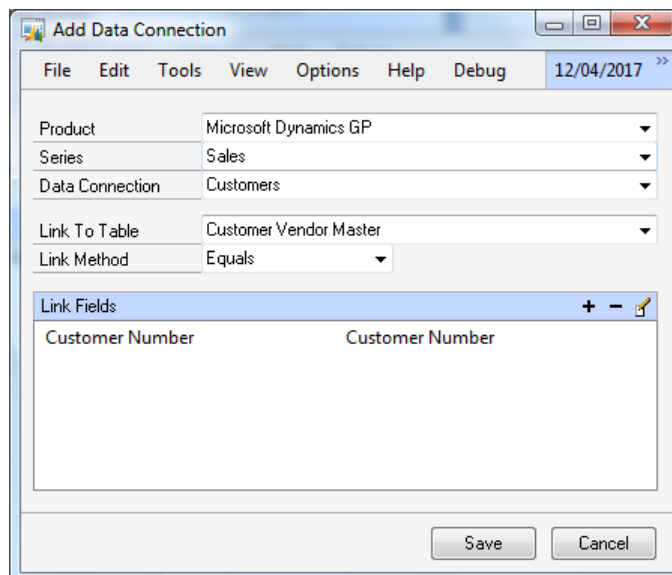 Add Data Connection
File Edit Tools View Options Help Debug 12/04/2017 »
Product Microsoft Dynamics GP
Series Sales
Data Connection Customers
Link To Table Customer Vendor Master
Link Method Equals
Link Fields
Customer Number Customer Number
Save Cancel